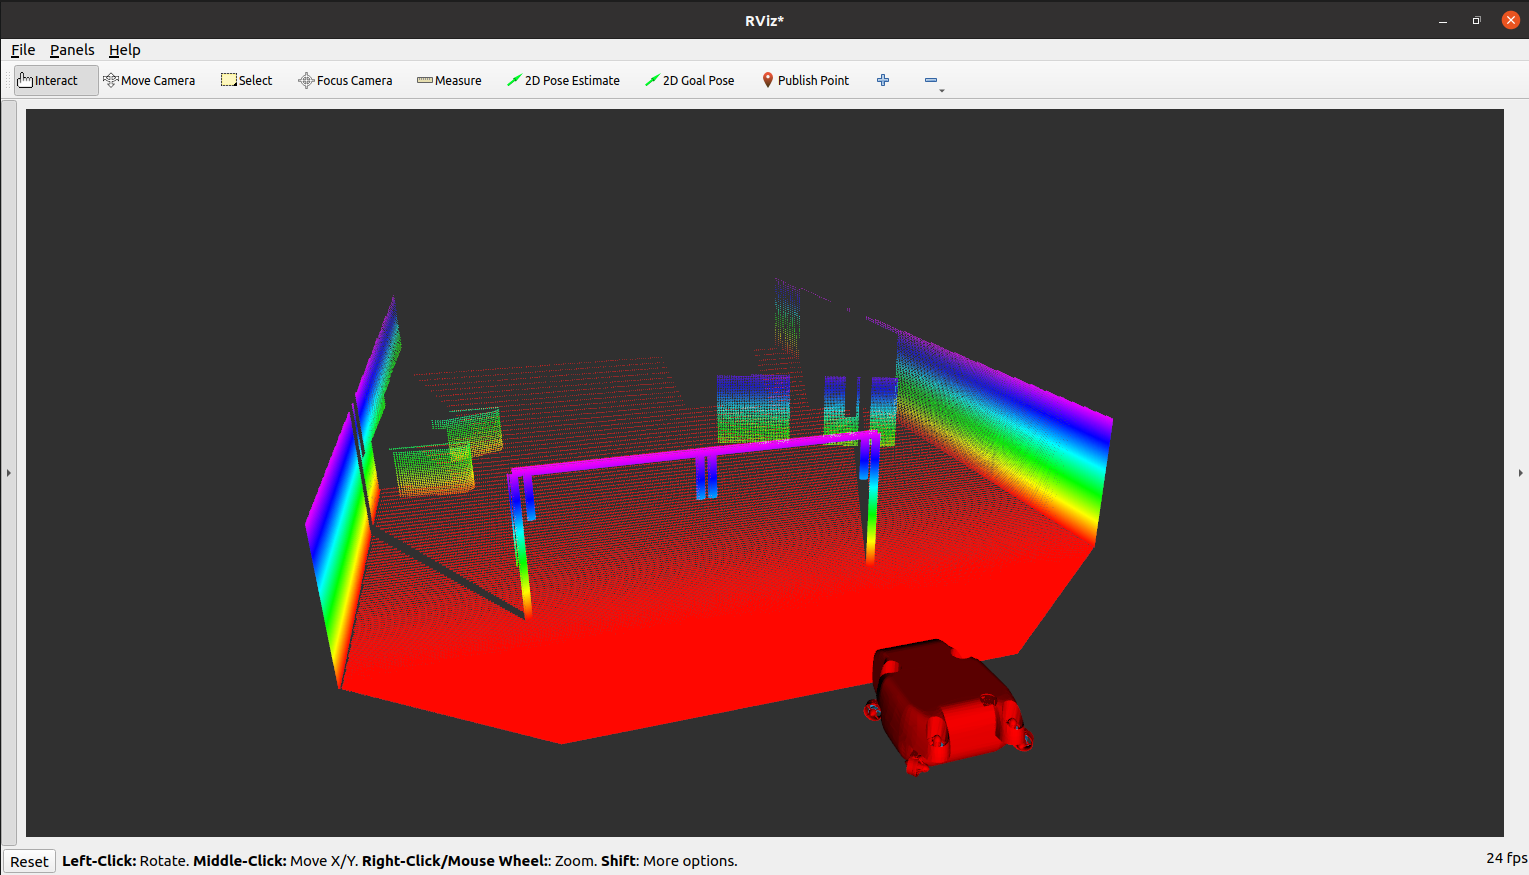 RViz*
File Panels Help
Interact Move Camera Select Focus Camera Measure 2D Pose Estimate 2D Goal Pose Publish Point
Reset Left-Click: Rotate. Middle-Click: Move X/Y. Right-Click/Mouse Wheel:: Zoom. Shift: More options. 24 fps